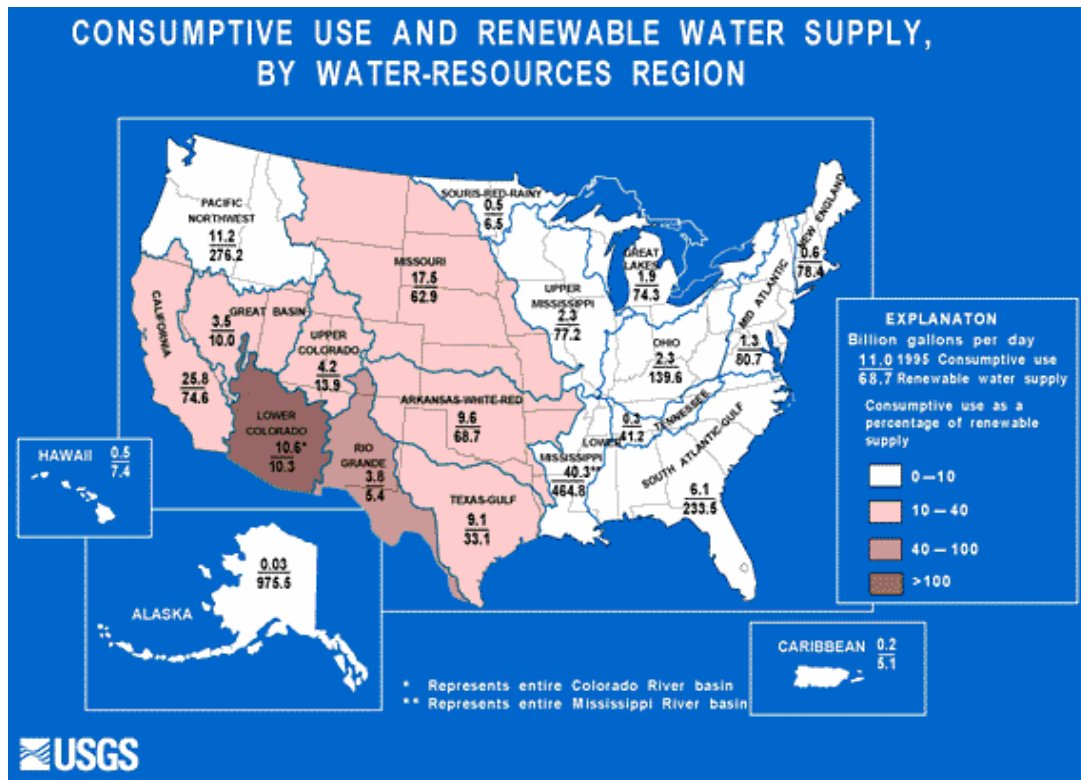 CONSUMPTIVE USE AND RENEWABLE WATER SUPPLY,
BY WATER-RESOURCES REGION
PACIFIC
NORTHWEST
11.2
276.2
SOURIS-RED-RAINY
0.5
6.5
NEW ENGLAND
0.6
78.4
MISSOURI
17.5
62.9
GREAT
LAKES
1.9
74.3
MID ATLANTIC
1.3
80.7
UPPER
MISSISSIPPI
2.3
77.2
CALIFORNIA
25.8
74.6
GREAT BASIN
3.5
10.0
UPPER
COLORADO
4.2
13.9
OHIO
2.3
139.6
TENNESSEE
0.3
41.2
ARKANSAS-WHITE-RED
9.6
68.7
LOWER
COLORADO
10.6*
10.3
RIO
GRANDE
3.8
5.4
LOWER
MISSISSIPPI
40.3**
464.8
SOUTH ATLANTIC-GULF
6.1
233.5
TEXAS-GULF
9.1
33.1
HAWAII
0.5
7.4
ALASKA
0.03
975.5
CARIBBEAN
0.2
5.1
EXPLANATON
Billion gallons per day
11.0 1995 Consumptive use
68.7 Renewable water supply
Consumptive use as a
percentage of renewable
supply
0–10
10–40
40–100
>100
* Represents entire Colorado River basin
** Represents entire Mississippi River basin
USGS